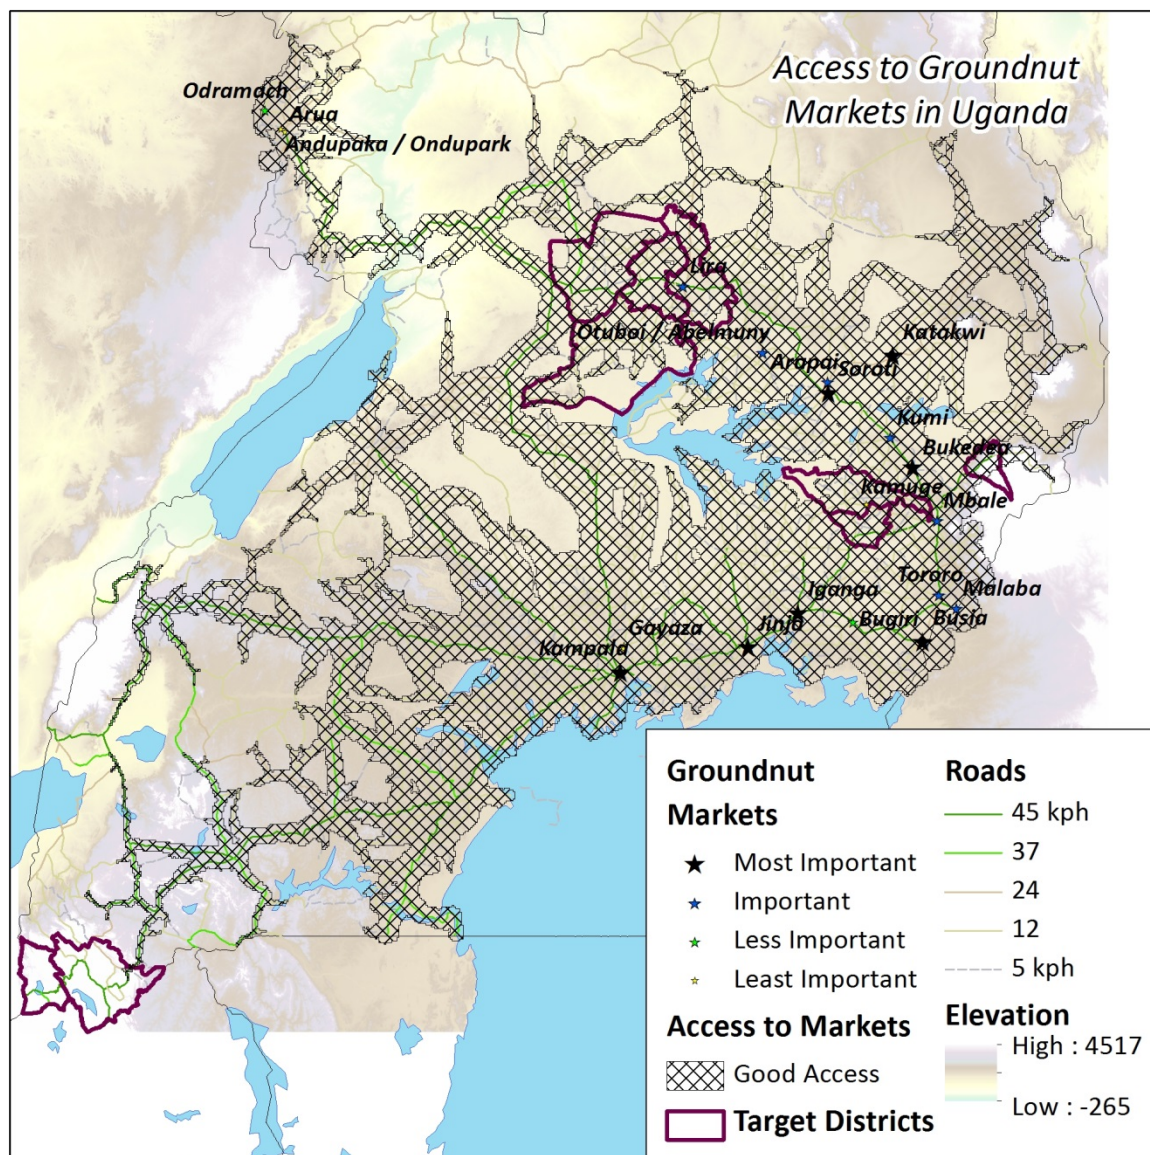 Access to Groundnut
Markets in Uganda
Odramach
Arua
Andupaka / Ondupark
Lira
Otuboi / Abelmuny
Katakwi
Arapai
Soroti
Kumi
Bukedea
Kamuge
Mbale
Tororo
Malaba
Iganga
Bugiri
Busia
Gayaza
Jinja
Kampala
Groundnut
Markets
Most Important
Important
Less Important
Least Important
Access to Markets
Good Access
Target Districts
Roads
45 kph
37
24
12
5 kph
Elevation
High : 4517
Low : -265